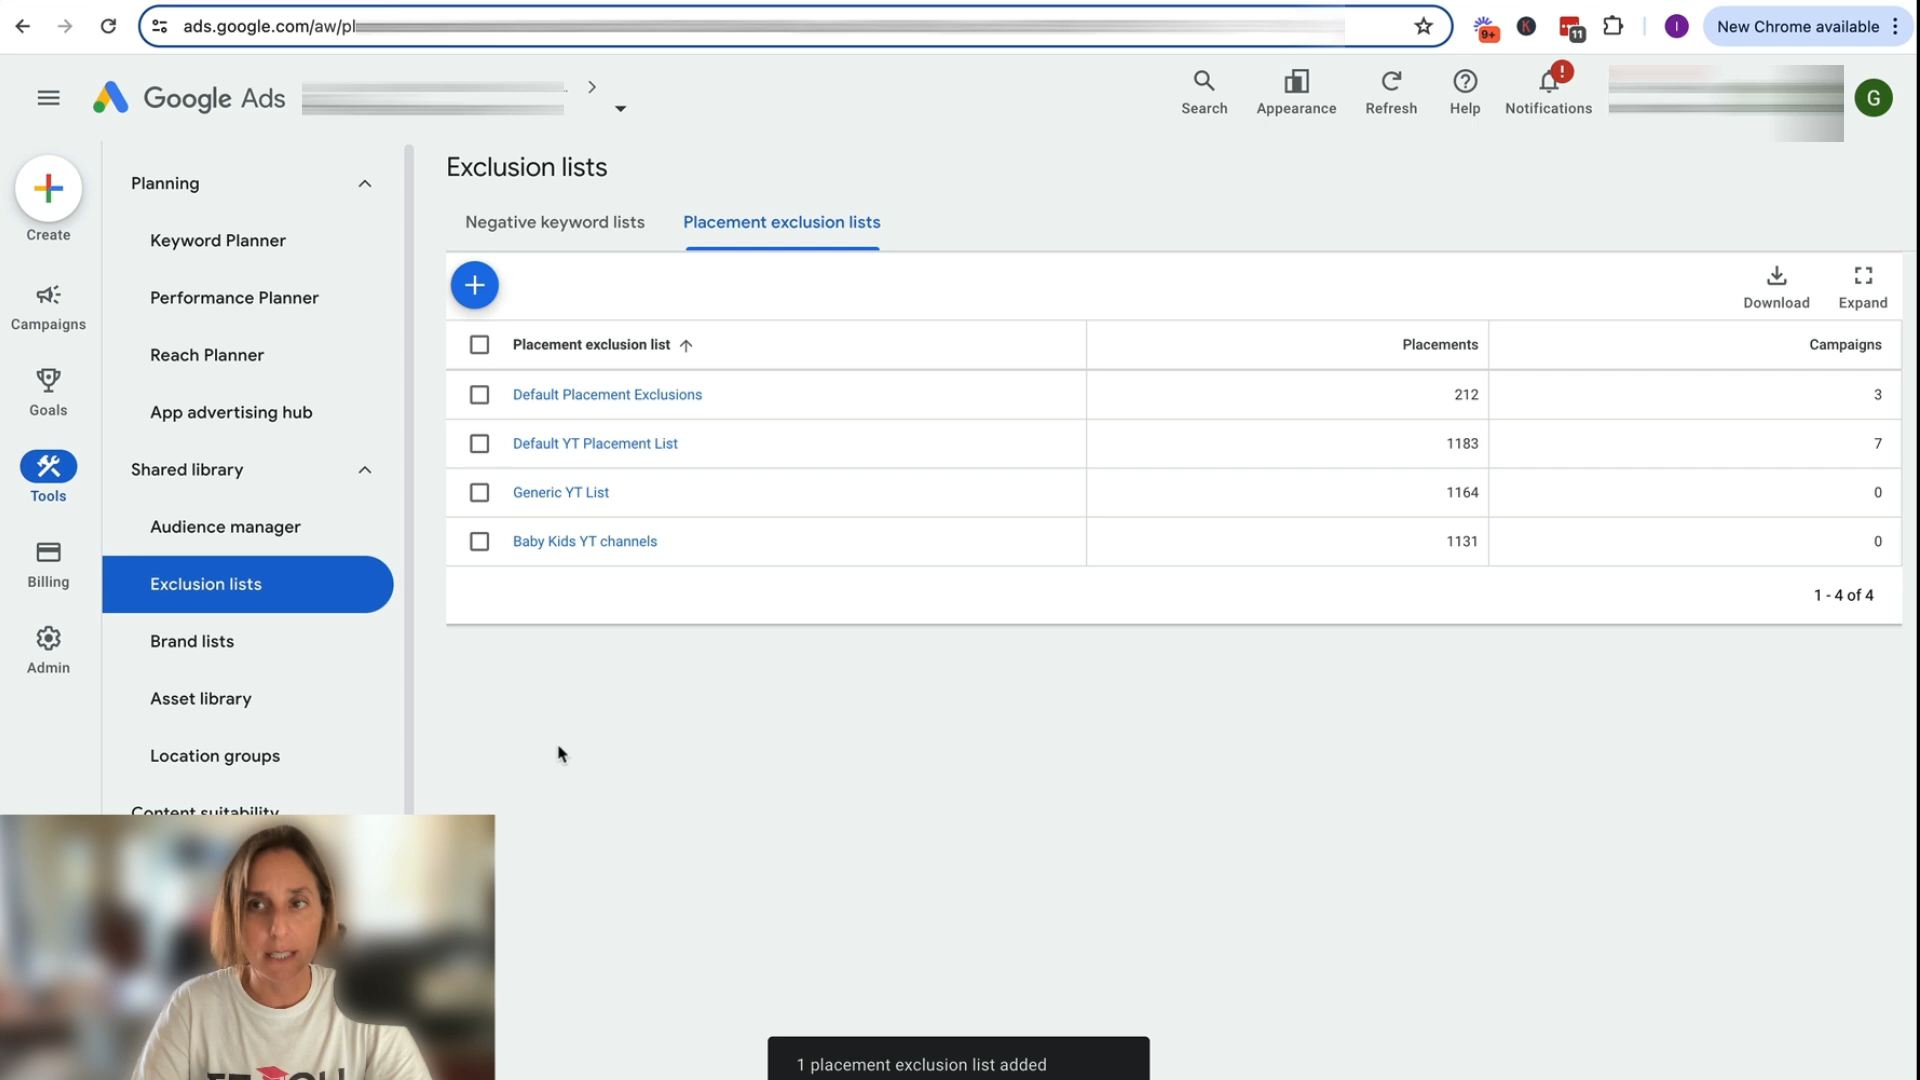 ads.google.com/aw/pl
9+
K
11
I
New Chrome available
Google Ads
Search
Appearance
Refresh
Help
!
Notifications
G
Create
Campaigns
Goals
Tools
Billing
Admin
Planning
Keyword Planner
Performance Planner
Reach Planner
App advertising hub
Shared library
Audience manager
Exclusion lists
Brand lists
Asset library
Location groups
Content suitability
Exclusion lists
Negative keyword lists
Placement exclusion lists
Download
Expand
Placement exclusion list Placements Campaigns
Default Placement Exclusions 212 3
Default YT Placement List 1183 7
Generic YT List 1164 0
Baby Kids YT channels 1131 0
1 - 4 of 4
1 placement exclusion list added